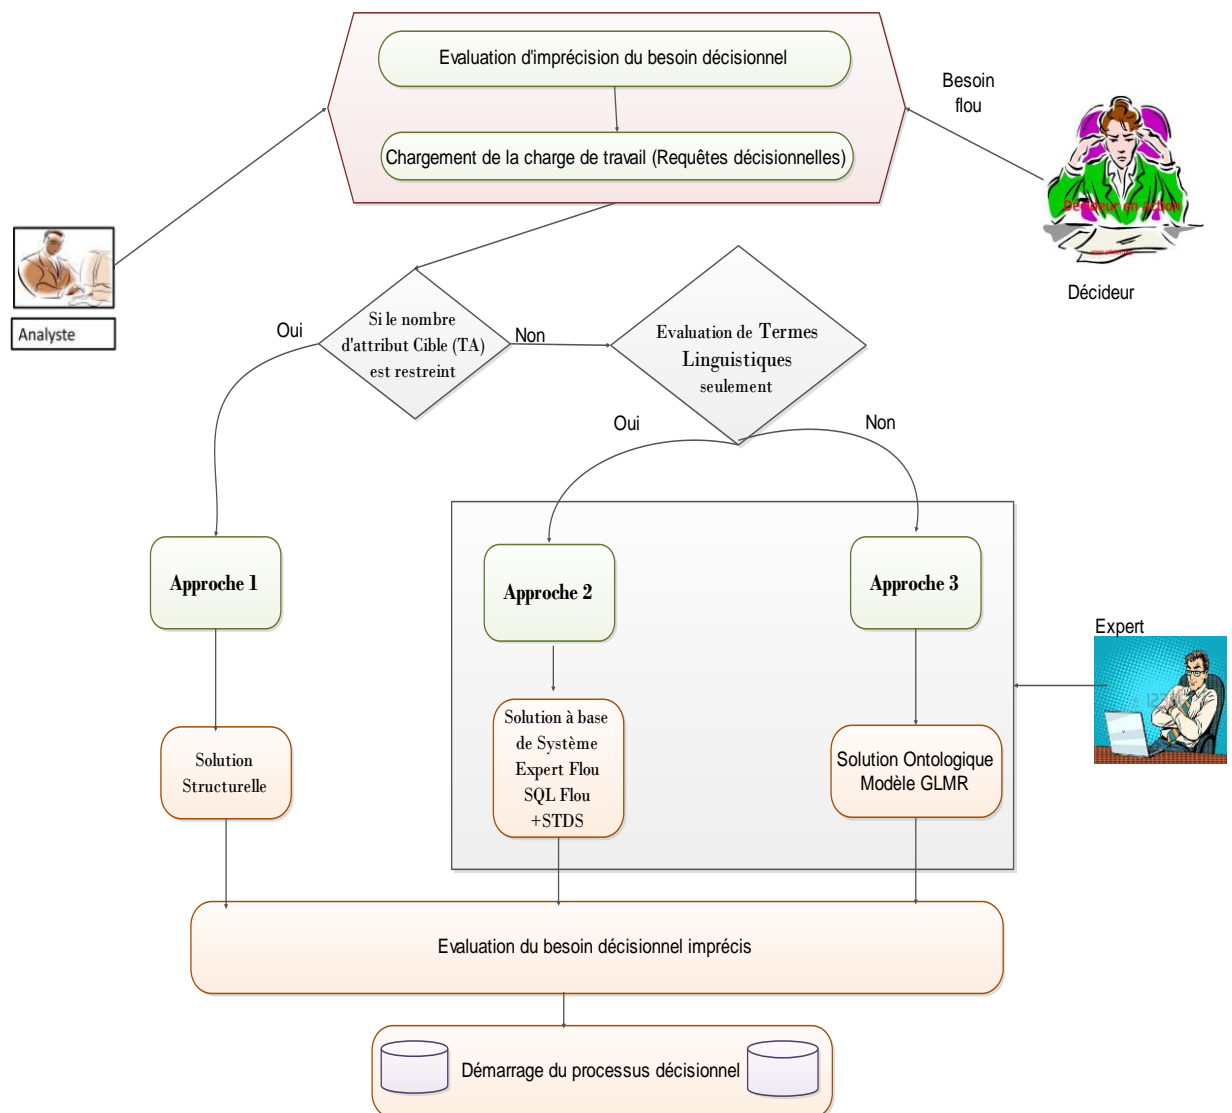 Evaluation d'imprécision du besoin décisionnel
Besoin
flou
Chargement de la charge de travail (Requêtes décisionnelles)
Décideur en action
Décideur
Analyste
Oui
Si le nombre
d'attribut Cible (TA)
est restreint
Non
Evaluation de Termes
Linguistiques
seulement
Oui
Non
Approche 1
Approche 2
Approche 3
Expert
Solution
Structurelle
Solution à base
de Système
Expert Flou
SQL Flou
+STDS
Solution Ontologique
Modèle GLMR
Evaluation du besoin décisionnel imprécis
Démarrage du processus décisionnel